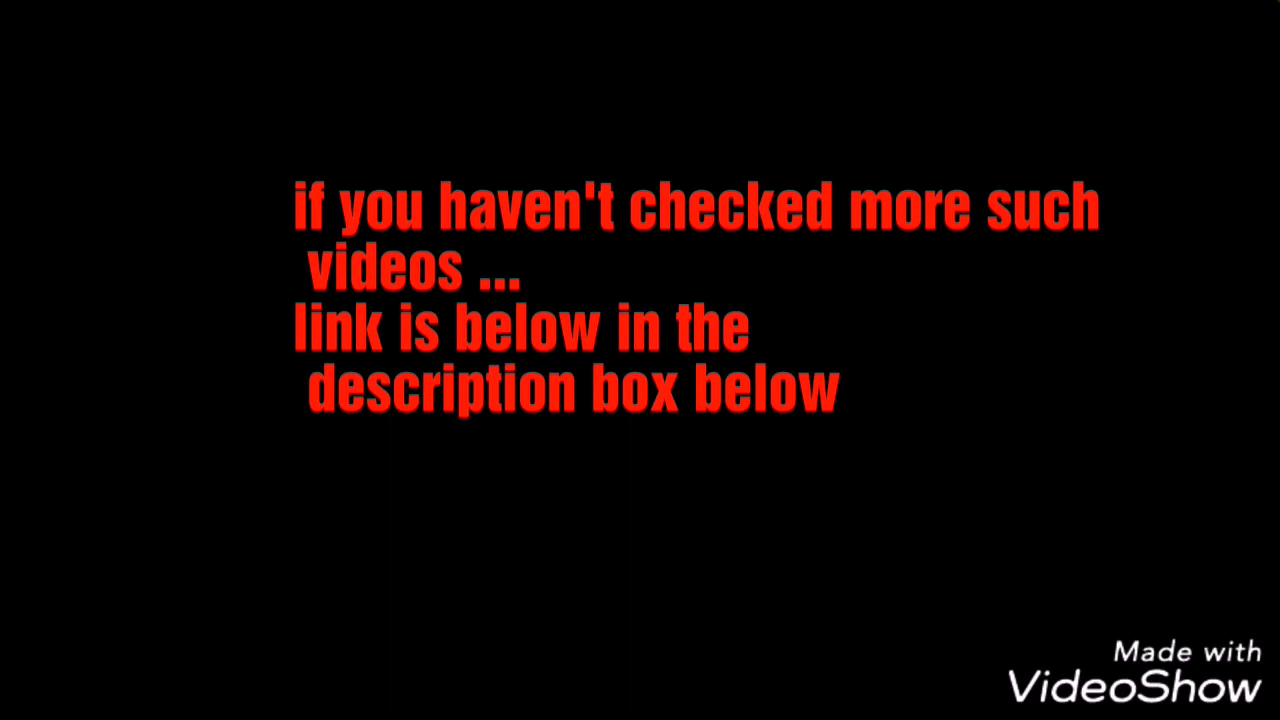 if you haven't checked more such
videos ...
link is below in the
description box below
Made with
VideoShow